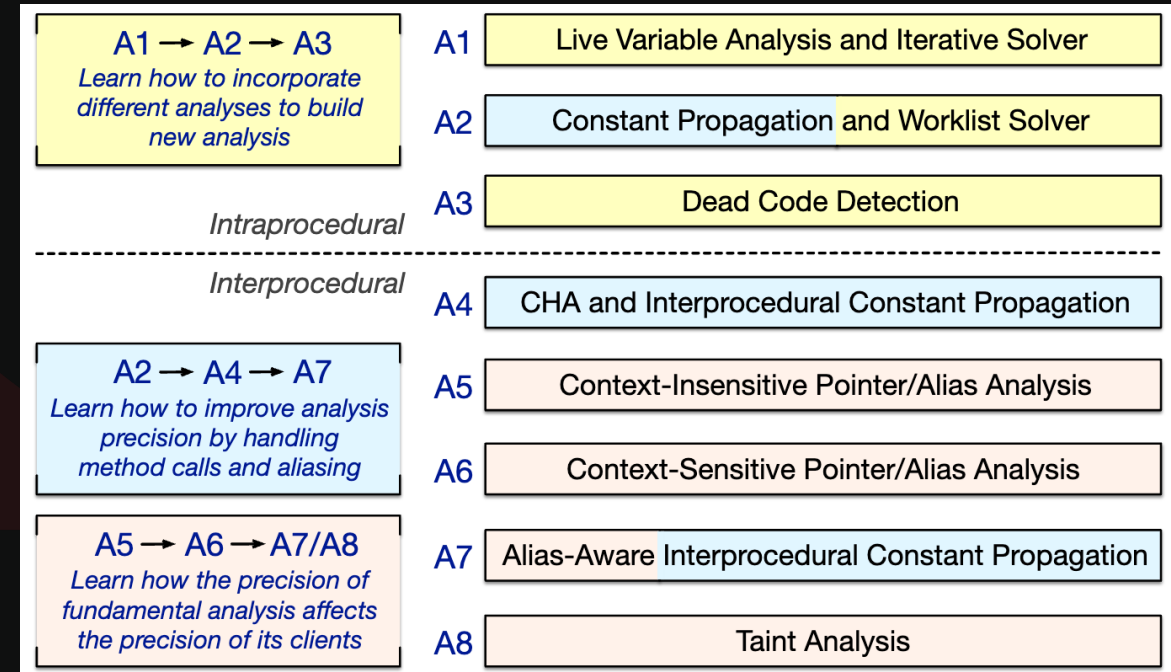 A1 → A2 → A3
Learn how to incorporate
different analyses to build
new analysis
A1
Live Variable Analysis and Iterative Solver
A2
Constant Propagation and Worklist Solver
A3
Dead Code Detection
Intraprocedural
Interprocedural
A4
CHA and Interprocedural Constant Propagation
A2 → A4 → A7
Learn how to improve analysis
precision by handling
method calls and aliasing
A5
Context-Insensitive Pointer/Alias Analysis
A6
Context-Sensitive Pointer/Alias Analysis
A5 → A6 → A7/A8
Learn how the precision of
fundamental analysis affects
the precision of its clients
A7
Alias-Aware Interprocedural Constant Propagation
A8
Taint Analysis